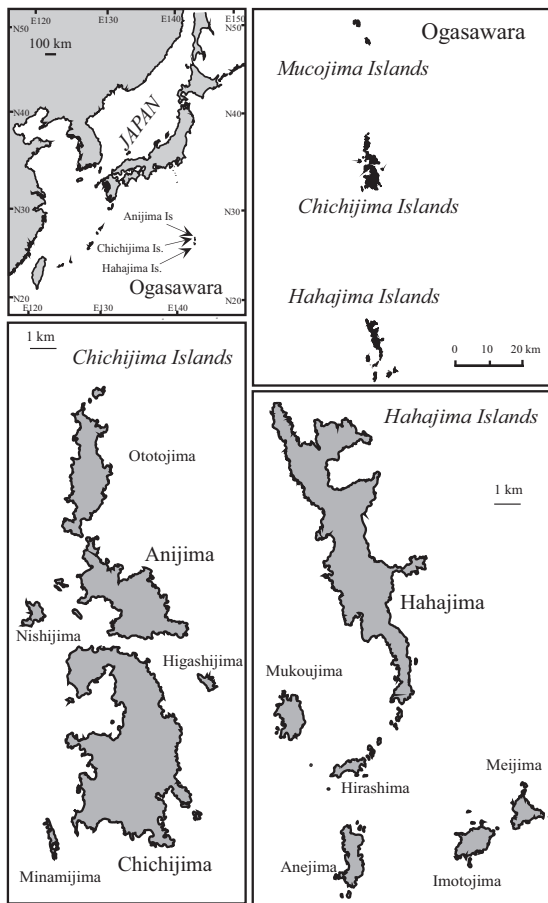 E120 E130 E140 E150
N50 N50
100 km
N40 N40
JAPAN
N30 N30
Anijima Is
Chichijima Is.
Hahajima Is.
Ogasawara
N20 N20
E120 E130 E140
Ogasawara
Mucojima Islands
Chichijima Islands
Hahajima Islands
0 10 20 km
1 km
Chichijima Islands
Ototojima
Anijima
Nishijima
Higashijima
Chichijima
Minamijima
Hahajima Islands
1 km
Hahajima
Mukoujima
Hirashima
Meijima
Anejima
Imotojima